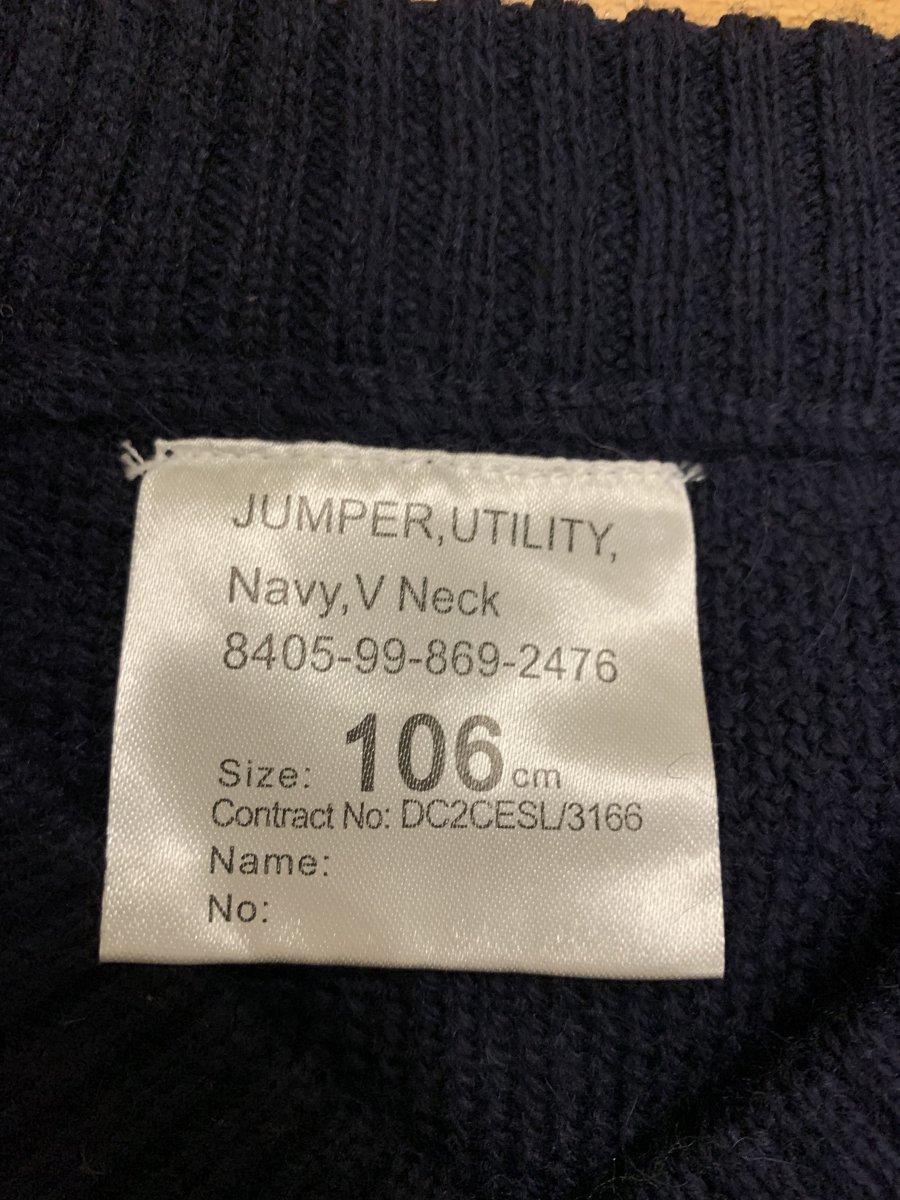 JUMPER,UTILITY,
Navy,V Neck
8405-99-869-2476
Size: 106 cm
Contract No: DC2CESL/3166
Name:
No: